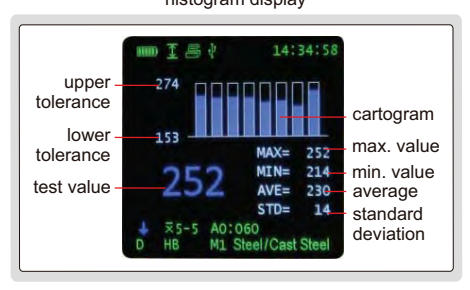 histogram display
14:34:58
upper tolerance
274
cartogram
lower tolerance
153
MAX= 252
max. value
MIN= 214
min. value
test value
252
AVE= 230
average
STD= 14
standard deviation
x̅5-5 A0:060
D HB M1 Steel/Cast Steel